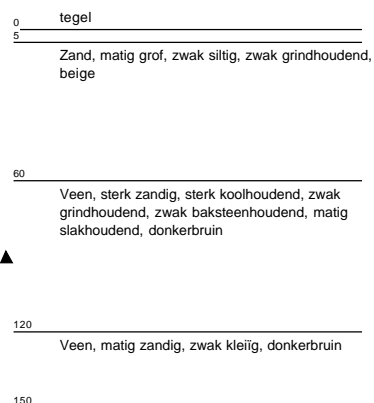 0 tegel
5
Zand, matig grof, zwak siltig, zwak grindhoudend,
beige
60
Veen, sterk zandig, sterk koolhoudend, zwak
grindhoudend, zwak baksteenhoudend, matig
slakhoudend, donkerbruin
120
Veen, matig zandig, zwak kleiïg, donkerbruin
150